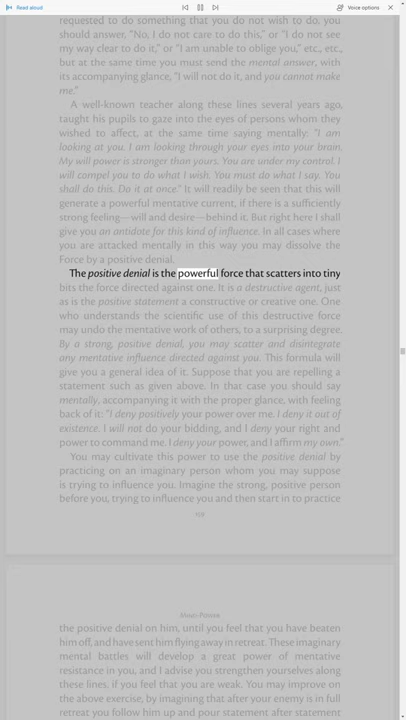 Read aloud
Voice options
requested to do something that you do not wish to do, you
should answer, "No, I do not care to do this," or "I do not see
my way clear to do it," or "I am unable to oblige you," etc., etc.,
but at the same time you must send the mental answer, with
its accompanying glance, "I will not do it, and you cannot make
me."
A well-known teacher along these lines several years ago,
taught his pupils to gaze into the eyes of persons whom they
wished to affect, at the same time saying mentally: "I am
looking at you. I am looking through your eyes into your brain.
My will power is stronger than yours. You are under my control. I
will compel you to do what I wish. You must do what I say. You
shall do this. Do it at once." It will readily be seen that this will
generate a powerful mentative current, if there is a sufficiently
strong feeling—will and desire—behind it. But right here I shall
give you an antidote for this kind of influence. In all cases where
you are attacked mentally in this way you may dissolve the
Force by a positive denial.
The positive denial is the powerful force that scatters into tiny
bits the force directed against one. It is a destructive agent, just
as is the positive statement a constructive or creative one. One
who understands the scientific use of this destructive force
may undo the mentative work of others, to a surprising degree.
By a strong, positive denial, you may scatter and disintegrate
any mentative influence directed against you. This formula will
give you a general idea of it. Suppose that you are repelling a
statement such as given above. In that case you should say
mentally, accompanying it with the proper glance, with feeling
back of it: "I deny positively your power over me. I deny it out of
existence. I will not do your bidding, and I deny your right and
power to command me. I deny your power, and I affirm my own."
You may cultivate this power to use the positive denial by
practicing on an imaginary person whom you may suppose
is trying to influence you. Imagine the strong, positive person
before you, trying to influence you and then start in to practice
159
Mind-Power
the positive denial on him, until you feel that you have beaten
him off, and have sent him flying away in retreat. These imaginary
mental battles will develop a great power of mentative
resistance in you, and I advise you strengthen yourselves along
these lines, if you feel that you are weak. You may improve on
the above exercise, by imagining that after your enemy is in full
retreat you follow him up and pour statement after statement